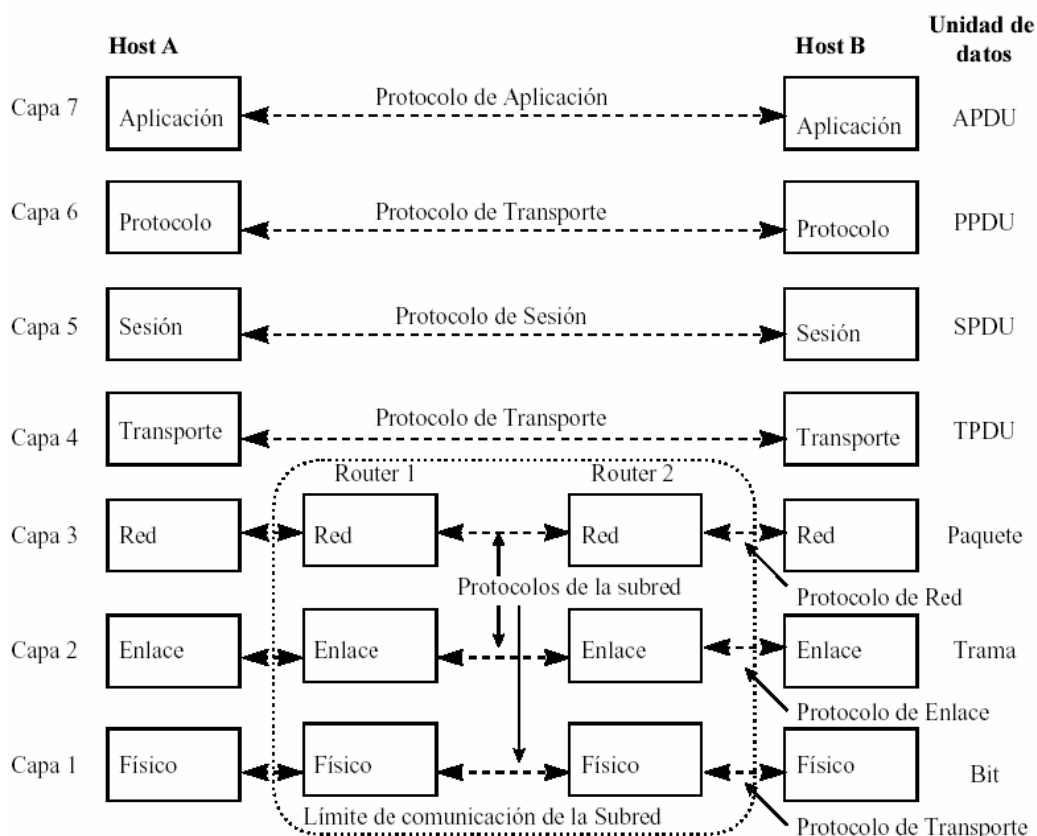 Host A
Host B
Unidad de
datos
Capa 7
Aplicación
Protocolo de Aplicación
Aplicación
APDU
Capa 6
Protocolo
Protocolo de Transporte
Protocolo
PPDU
Capa 5
Sesión
Protocolo de Sesión
Sesión
SPDU
Capa 4
Transporte
Protocolo de Transporte
Transporte
TPDU
Router 1
Router 2
Capa 3
Red
Red
Red
Red
Paquete
Protocolos de la subred
Protocolo de Red
Capa 2
Enlace
Enlace
Enlace
Enlace
Trama
Protocolo de Enlace
Capa 1
Físico
Físico
Físico
Físico
Bit
Límite de comunicación de la Subred
Protocolo de Transporte